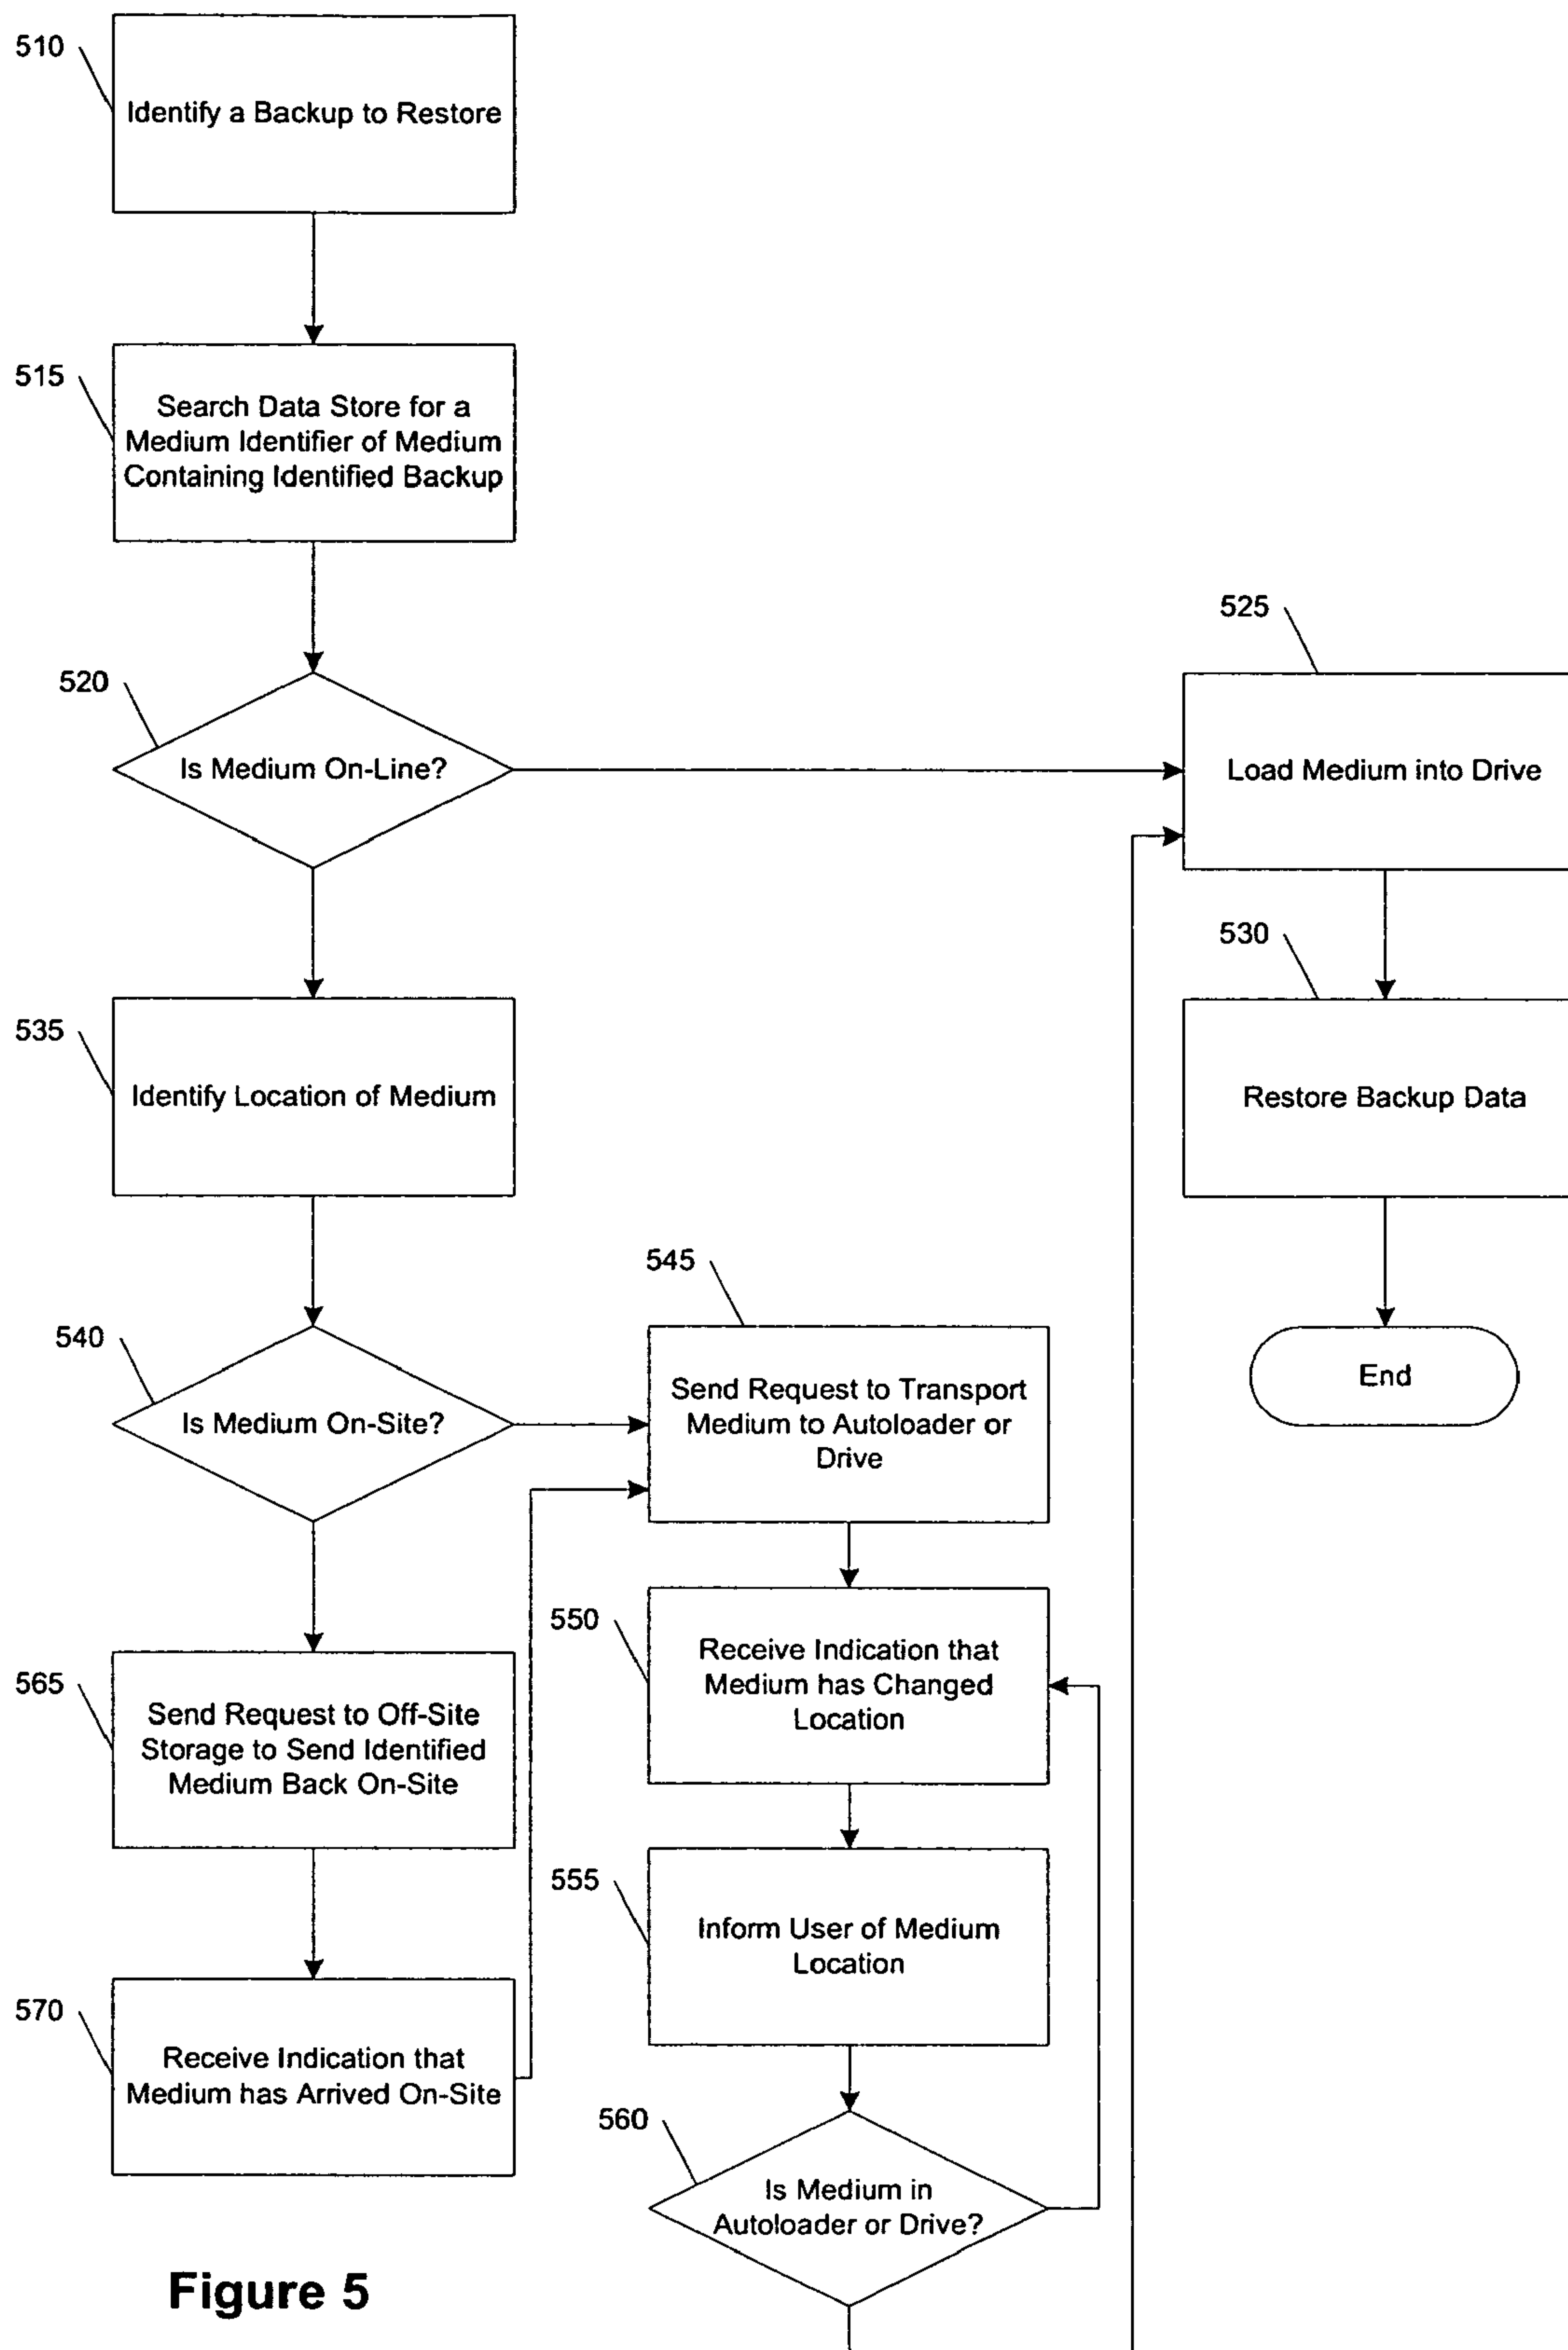 510
Identify a Backup to Restore
515
Search Data Store for a
Medium Identifier of Medium
Containing Identified Backup
520
Is Medium On-Line?
525
Load Medium into Drive
530
Restore Backup Data
End
535
Identify Location of Medium
540
Is Medium On-Site?
545
Send Request to Transport
Medium to Autoloader or
Drive
550
Receive Indication that
Medium has Changed
Location
555
Inform User of Medium
Location
560
Is Medium in
Autoloader or Drive?
565
Send Request to Off-Site
Storage to Send Identified
Medium Back On-Site
570
Receive Indication that
Medium has Arrived On-Site
Figure 5